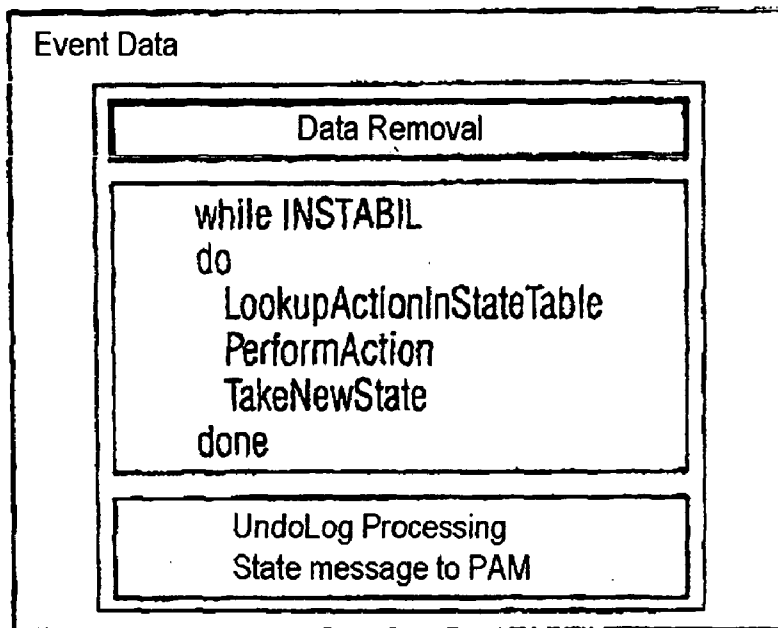 Event Data
Data Removal
while INSTABIL
do
LookupActionInStateTable
PerformAction
TakeNewState
done
UndoLog Processing
State message to PAM